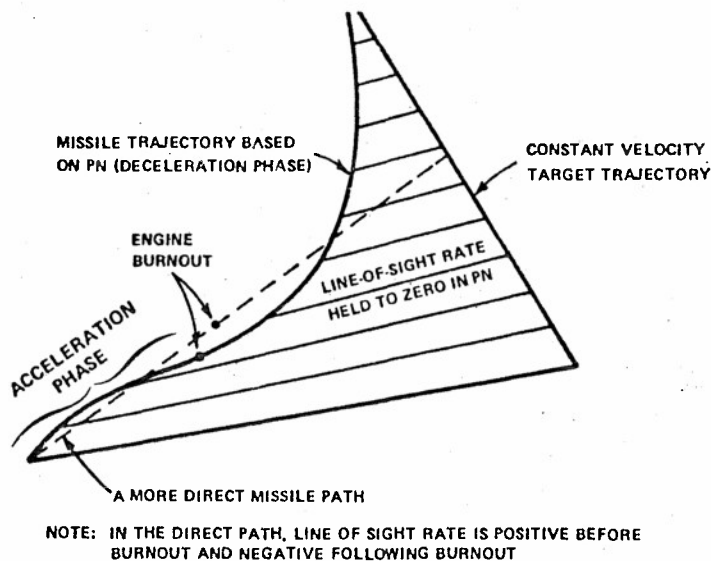 MISSILE TRAJECTORY BASED
ON PN (DECELERATION PHASE)
CONSTANT VELOCITY
TARGET TRAJECTORY
ENGINE
BURNOUT
LINE-OF-SIGHT RATE
HELD TO ZERO IN PN
ACCELERATION
PHASE
A MORE DIRECT MISSILE PATH
NOTE: IN THE DIRECT PATH, LINE OF SIGHT RATE IS POSITIVE BEFORE
BURNOUT AND NEGATIVE FOLLOWING BURNOUT